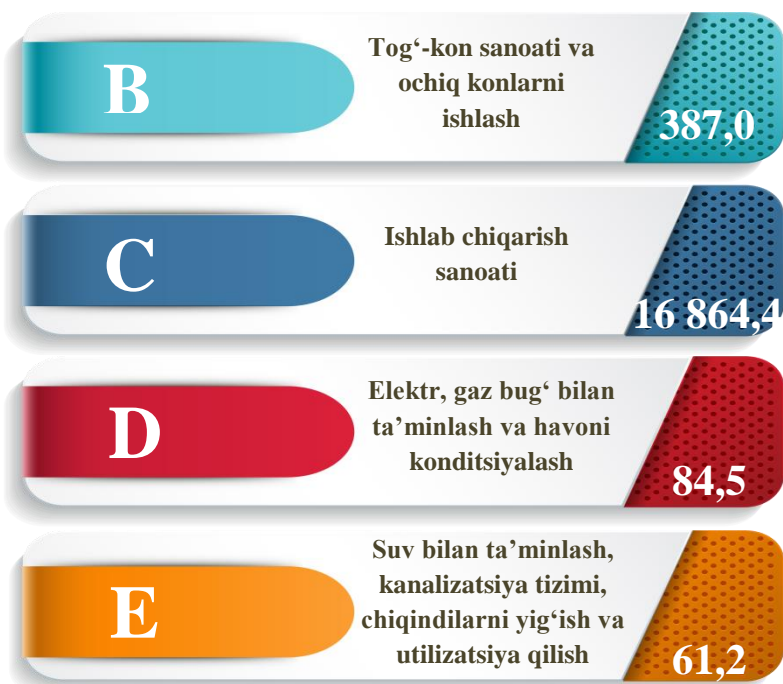 B
Tog‘-kon sanoati va
ochiq konlarni
ishlash
387,0
C
Ishlab chiqarish
sanoati
16 864,4
D
Elektr, gaz bug‘ bilan
ta’minlash va havoni
konditsiyalash
84,5
E
Suv bilan ta’minlash,
kanalizatsiya tizimi,
chiqindilarni yig‘ish va
utilizatsiya qilish
61,2